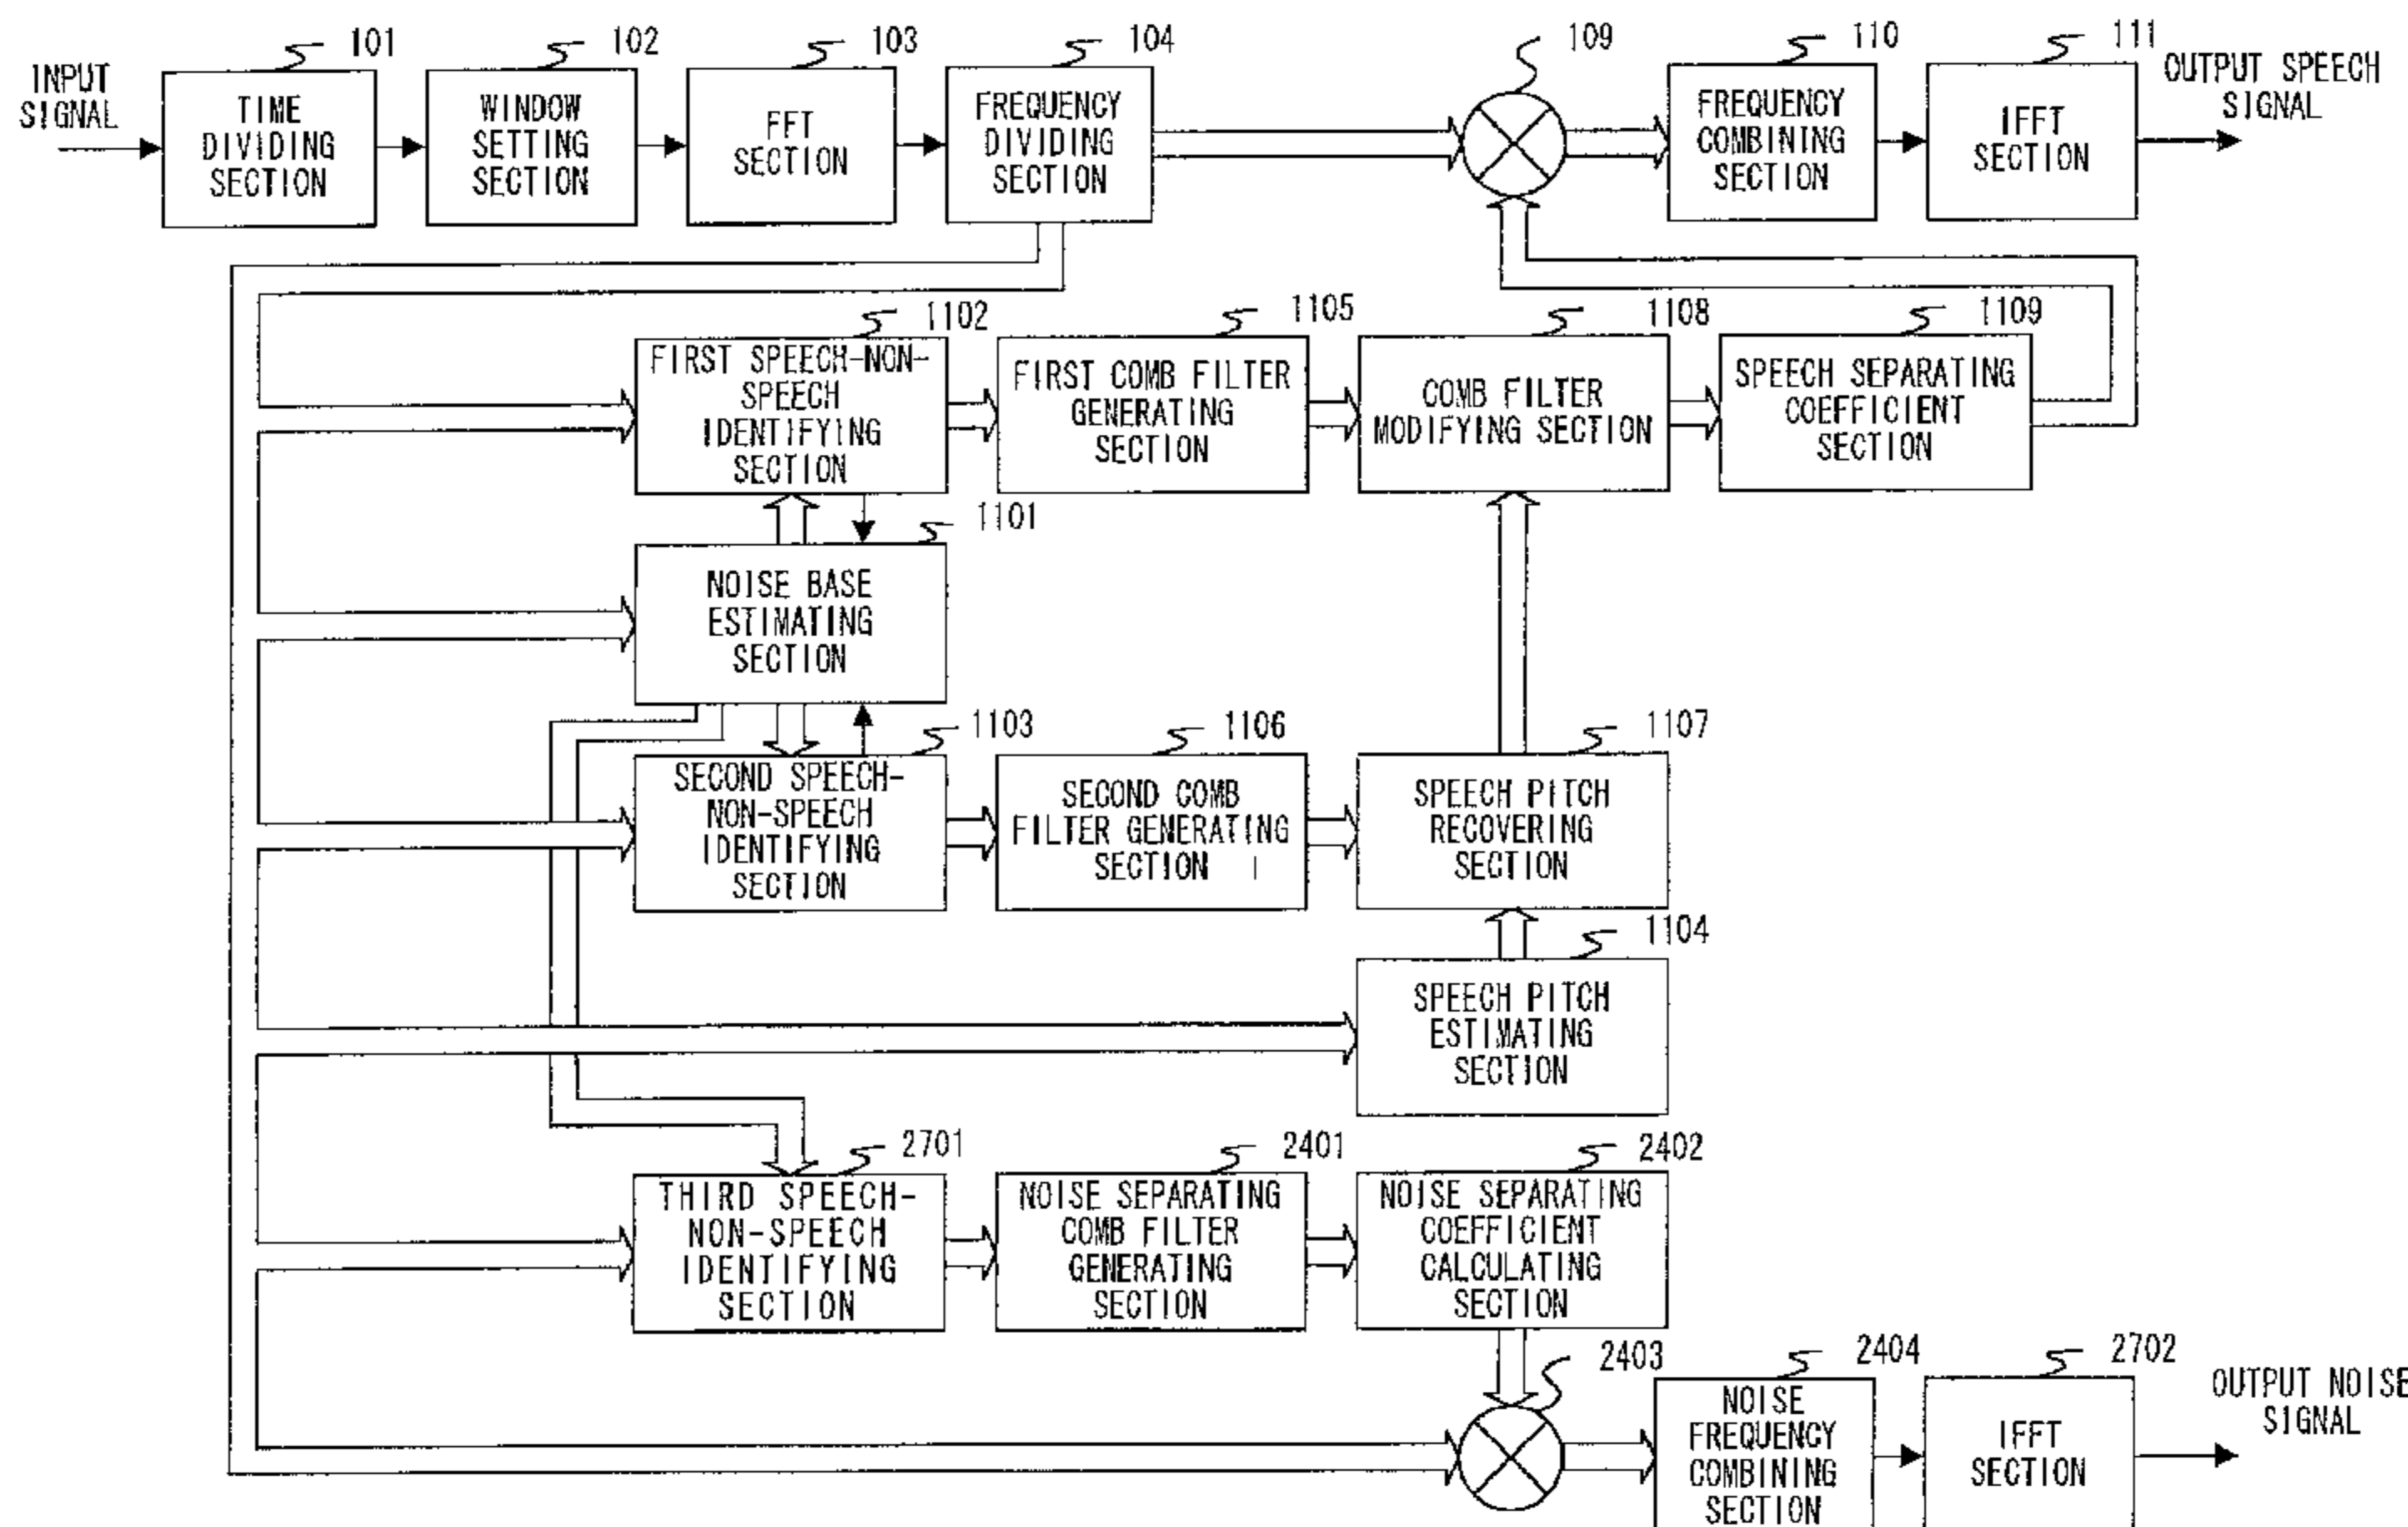 101
102
103
104
109
110
111
INPUT
SIGNAL
TIME
DIVIDING
SECTION
WINDOW
SETTING
SECTION
FFT
SECTION
FREQUENCY
DIVIDING
SECTION
FREQUENCY
COMBINING
SECTION
IFFT
SECTION
OUTPUT SPEECH
SIGNAL
1102
1105
1108
1109
FIRST SPEECH-NON-
SPEECH
IDENTIFYING
SECTION
FIRST COMB FILTER
GENERATING
SECTION
COMB FILTER
MODIFYING SECTION
SPEECH SEPARATING
COEFFICIENT
SECTION
1101
NOISE BASE
ESTIMATING
SECTION
1103
1106
1107
SECOND SPEECH-
NON-SPEECH
IDENTIFYING
SECTION
SECOND COMB
FILTER GENERATING
SECTION
SPEECH PITCH
RECOVERING
SECTION
1104
SPEECH PITCH
ESTIMATING
SECTION
2701
2401
2402
THIRD SPEECH-
NON-SPEECH
IDENTIFYING
SECTION
NOISE SEPARATING
COMB FILTER
GENERATING
SECTION
NOISE SEPARATING
COEFFICIENT
CALCULATING
SECTION
2403
2404
2702
NOISE
FREQUENCY
COMBINING
SECTION
IFFT
SECTION
OUTPUT NOISE
SIGNAL